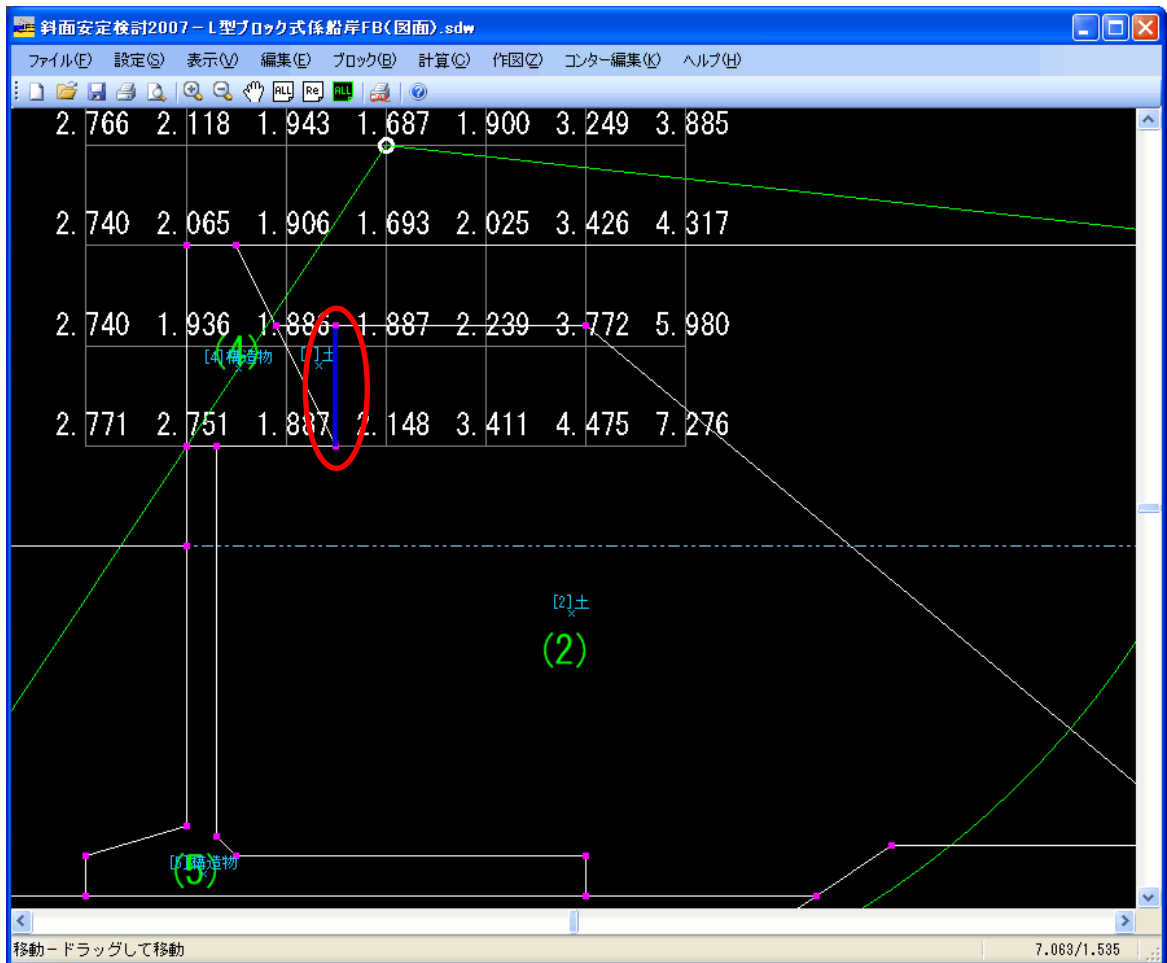 斜面安定検討2007－L型ブロック式係船岸FB(図面).sdw
ファイル(F) 設定(S) 表示(V) 編集(E) ブロック(B) 計算(C) 作図(Z) コンター編集(K) ヘルプ(H)
ALL Re ALL
2.766 2.118 1.943 1.687 1.900 3.249 3.885
2.740 2.065 1.906 1.693 2.025 3.426 4.317
2.740 1.936 1.886 1.887 2.239 3.772 5.980
(4)
[4]構造物
土
2.771 2.751 1.887 2.148 3.411 4.475 7.276
[2]土
(2)
[5]構造物
(5)
移動－ドラッグして移動
7.063/1.535